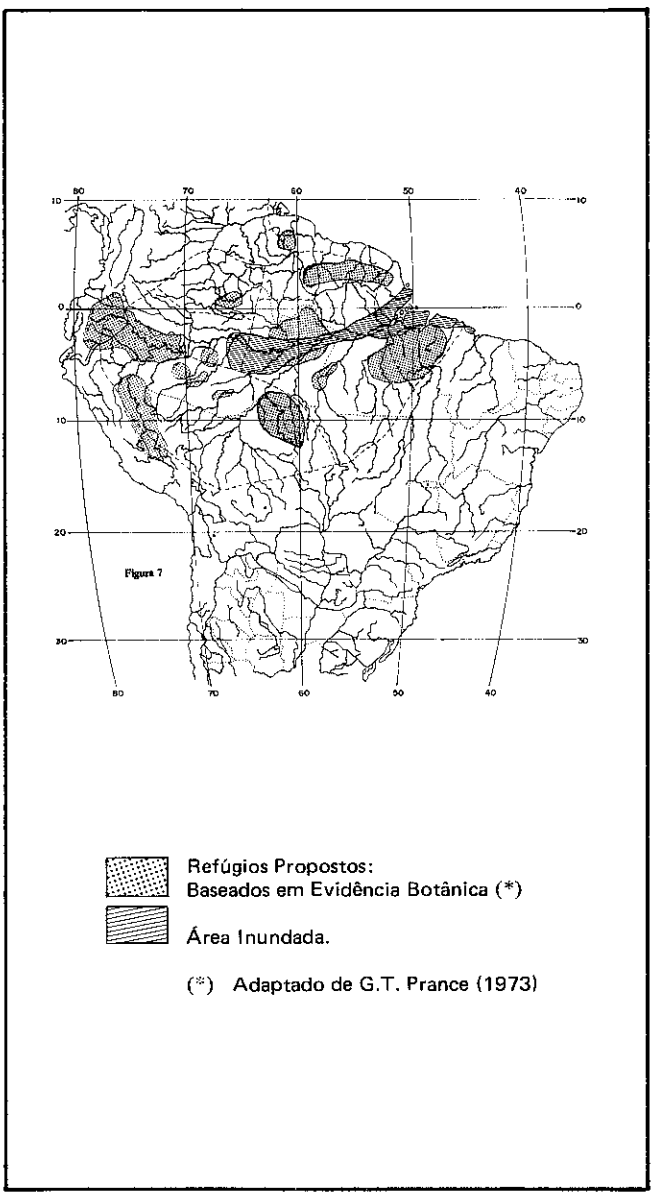 80 70 60 50 40
10 10
0 0
10 10
20 20
Figura 7
30 30
80 70 60 50 40
Refúgios Propostos:
Baseados em Evidência Botânica (*)
Área Inundada.
(*) Adaptado de G.T. Prance (1973)